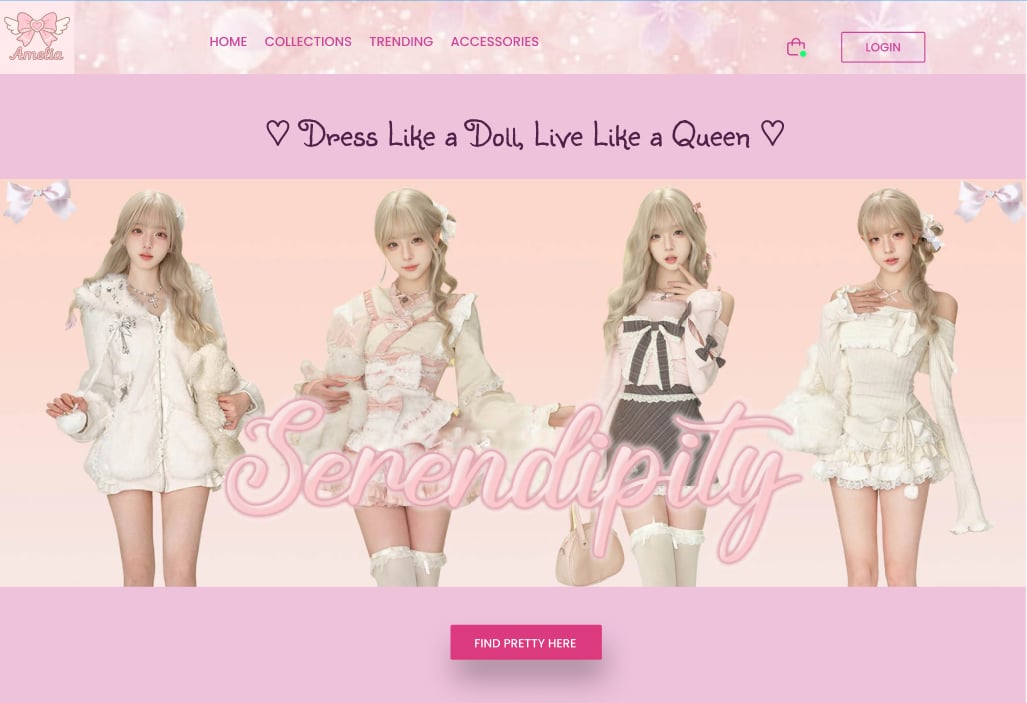 Amelia
HOME COLLECTIONS TRENDING ACCESSORIES
LOGIN
♡ Dress Like a Doll, Live Like a Queen ♡
Serendipity
FIND PRETTY HERE